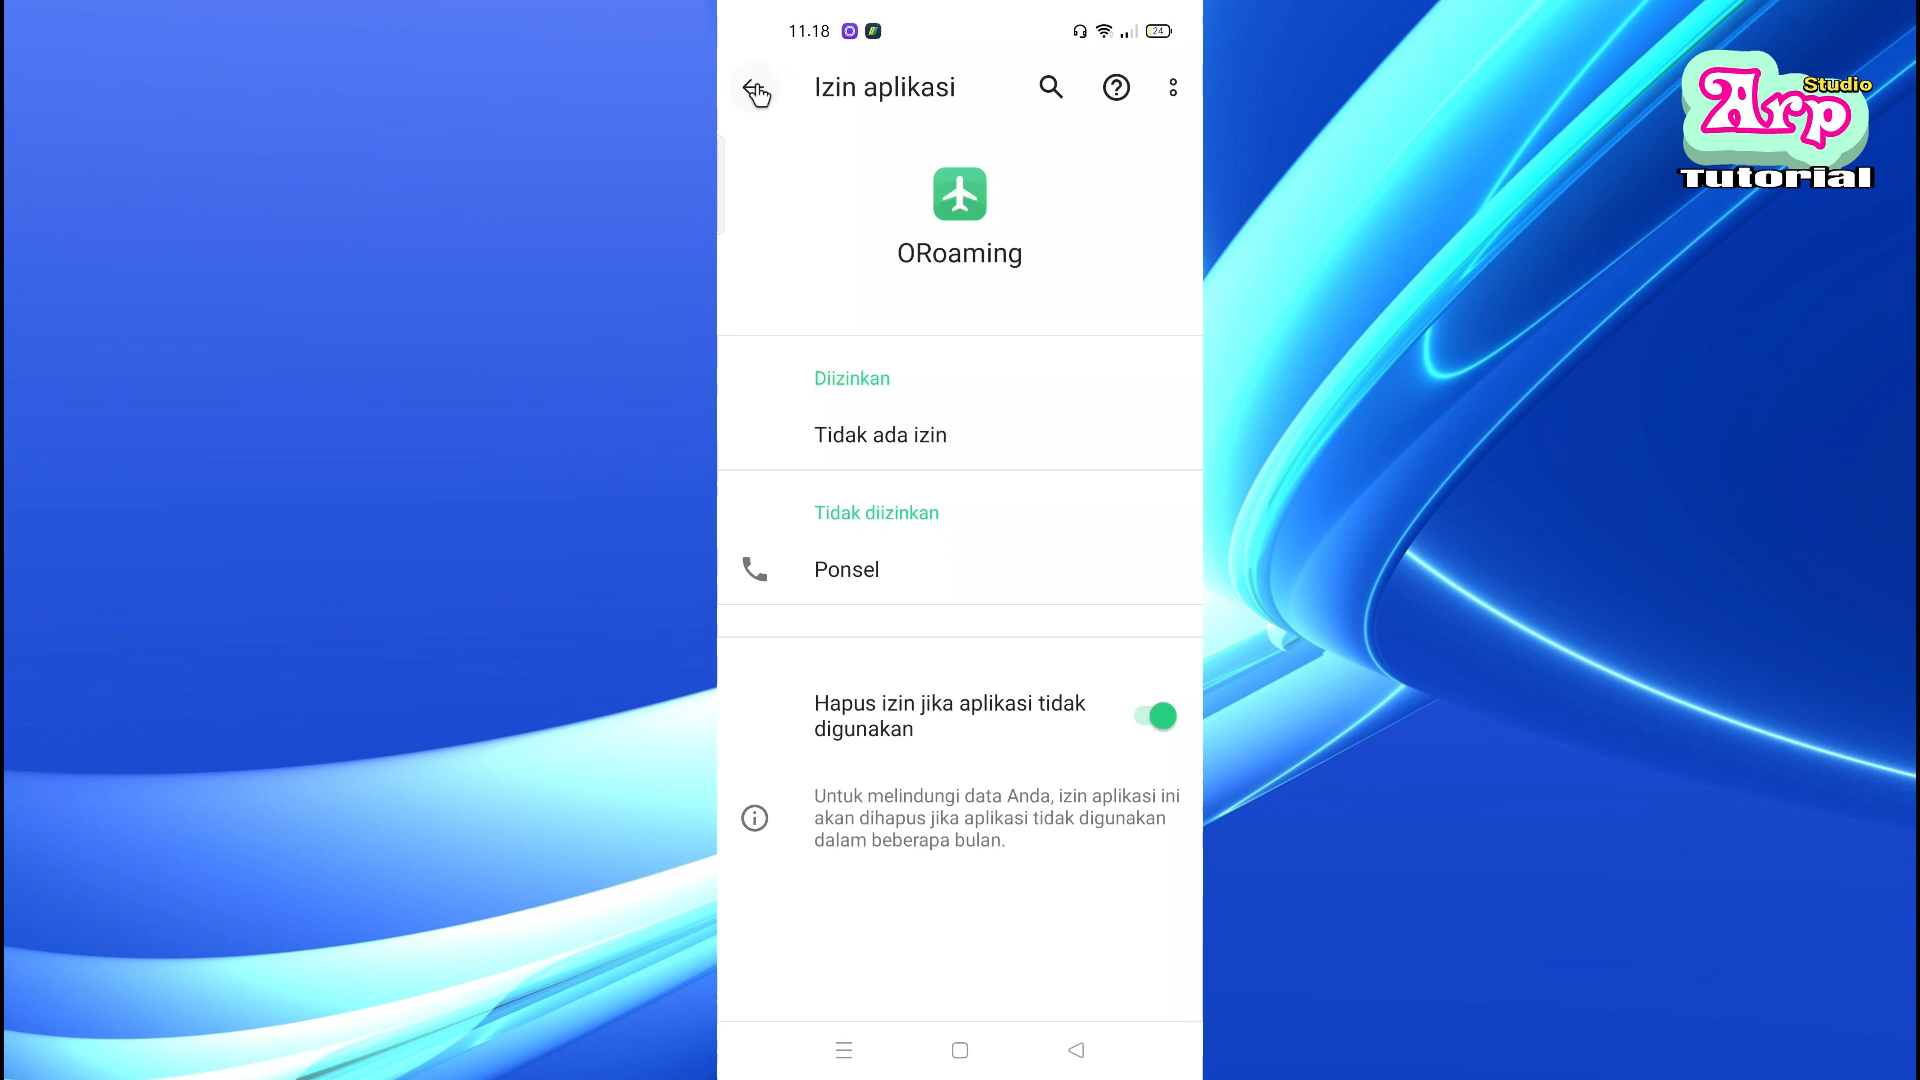 11.18
24
Izin aplikasi
Studio
Arp
Tutorial
ORoaming
Diizinkan
Tidak ada izin
Tidak diizinkan
Ponsel
Hapus izin jika aplikasi tidak
digunakan
Untuk melindungi data Anda, izin aplikasi ini
akan dihapus jika aplikasi tidak digunakan
dalam beberapa bulan.